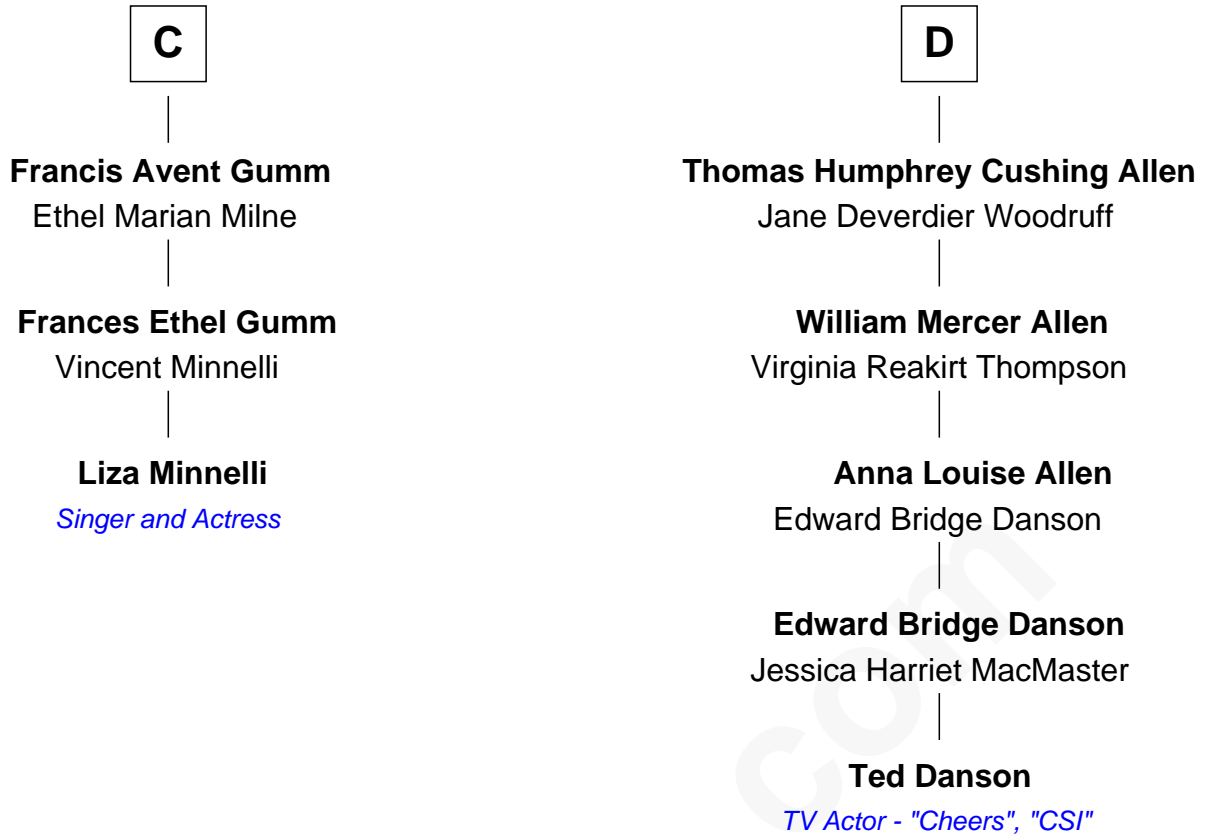 C
Francis Avent Gumm
Ethel Marian Milne
Frances Ethel Gumm
Vincent Minnelli
Liza Minnelli
Singer and Actress
D
Thomas Humphrey Cushing Allen
Jane Deverdier Woodruff
William Mercer Allen
Virginia Reakirt Thompson
Anna Louise Allen
Edward Bridge Danson
Edward Bridge Danson
Jessica Harriet MacMaster
Ted Danson
TV Actor - "Cheers", "CSI"
com